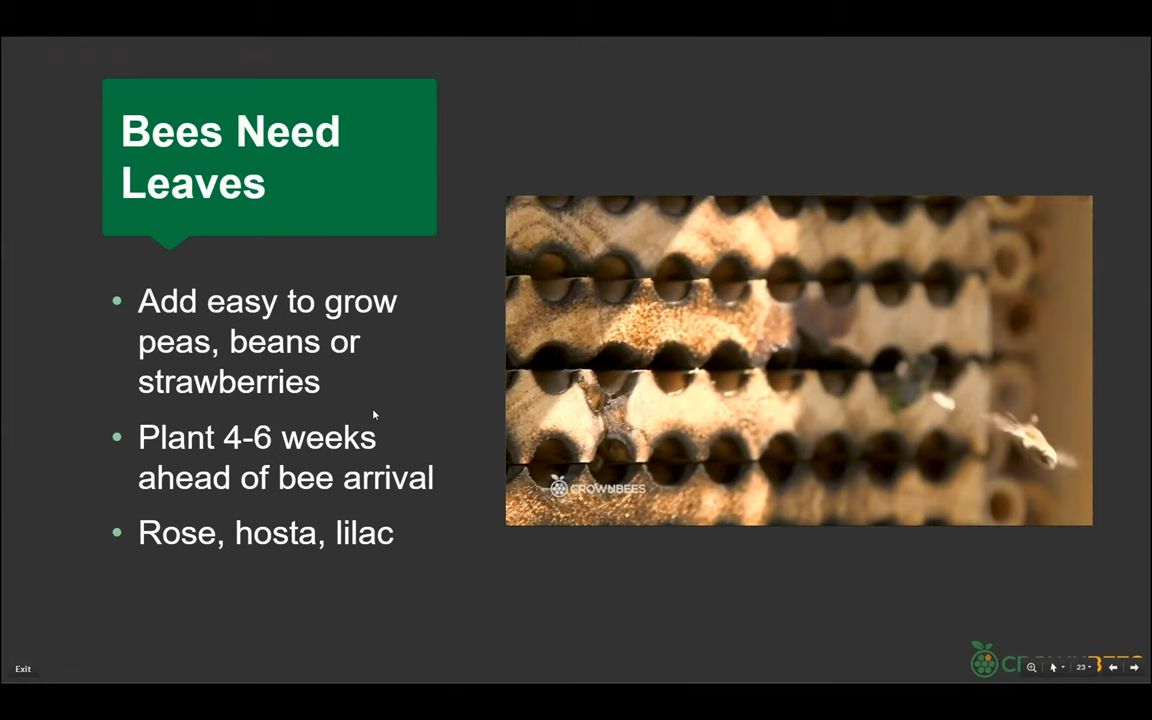 Bees Need
Leaves
• Add easy to grow
peas, beans or
strawberries
• Plant 4-6 weeks
ahead of bee arrival
• Rose, hosta, lilac
CROWNBEES
Exit
23